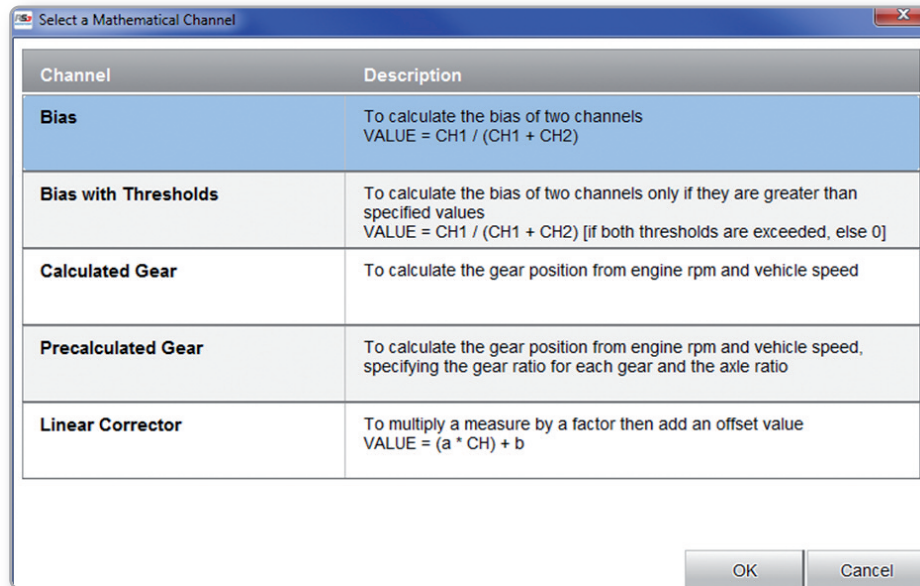 RS3 Select a Mathematical Channel
Channel Description
Bias To calculate the bias of two channels
VALUE = CH1 / (CH1 + CH2)
Bias with Thresholds To calculate the bias of two channels only if they are greater than
specified values
VALUE = CH1 / (CH1 + CH2) [if both thresholds are exceeded, else 0]
Calculated Gear To calculate the gear position from engine rpm and vehicle speed
Precalculated Gear To calculate the gear position from engine rpm and vehicle speed,
specifying the gear ratio for each gear and the axle ratio
Linear Corrector To multiply a measure by a factor then add an offset value
VALUE = (a * CH) + b
OK Cancel